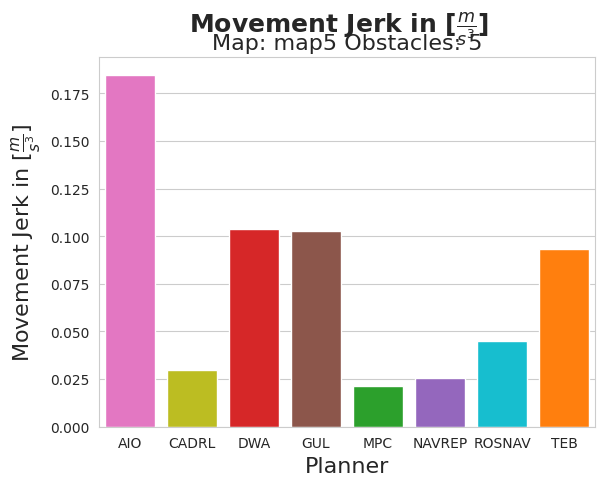 Movement Jerk in [m/s³]
Map: map5 Obstacles: 5
Movement Jerk in [m/s³]
0.175
0.150
0.125
0.100
0.075
0.050
0.025
0.000
AIO CADRL DWA GUL MPC NAVREP ROSNAV TEB
Planner